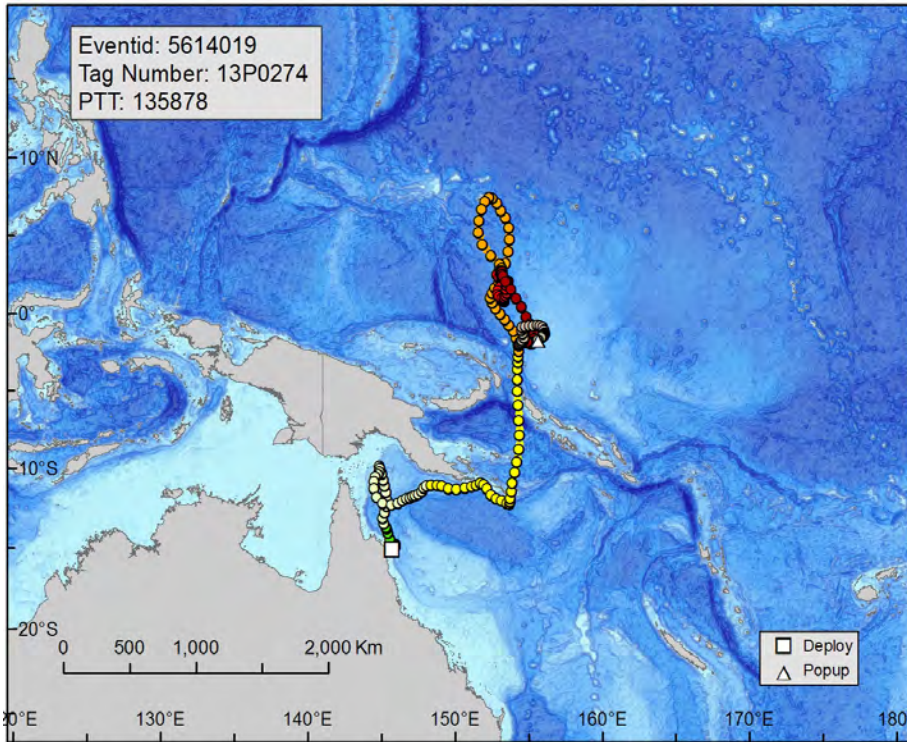 Eventid: 5614019
Tag Number: 13P0274
PTT: 135878
10°N
0°
10°S
20°S
0 500 1,000 2,000 Km
Deploy
Popup
120°E 130°E 140°E 150°E 160°E 170°E